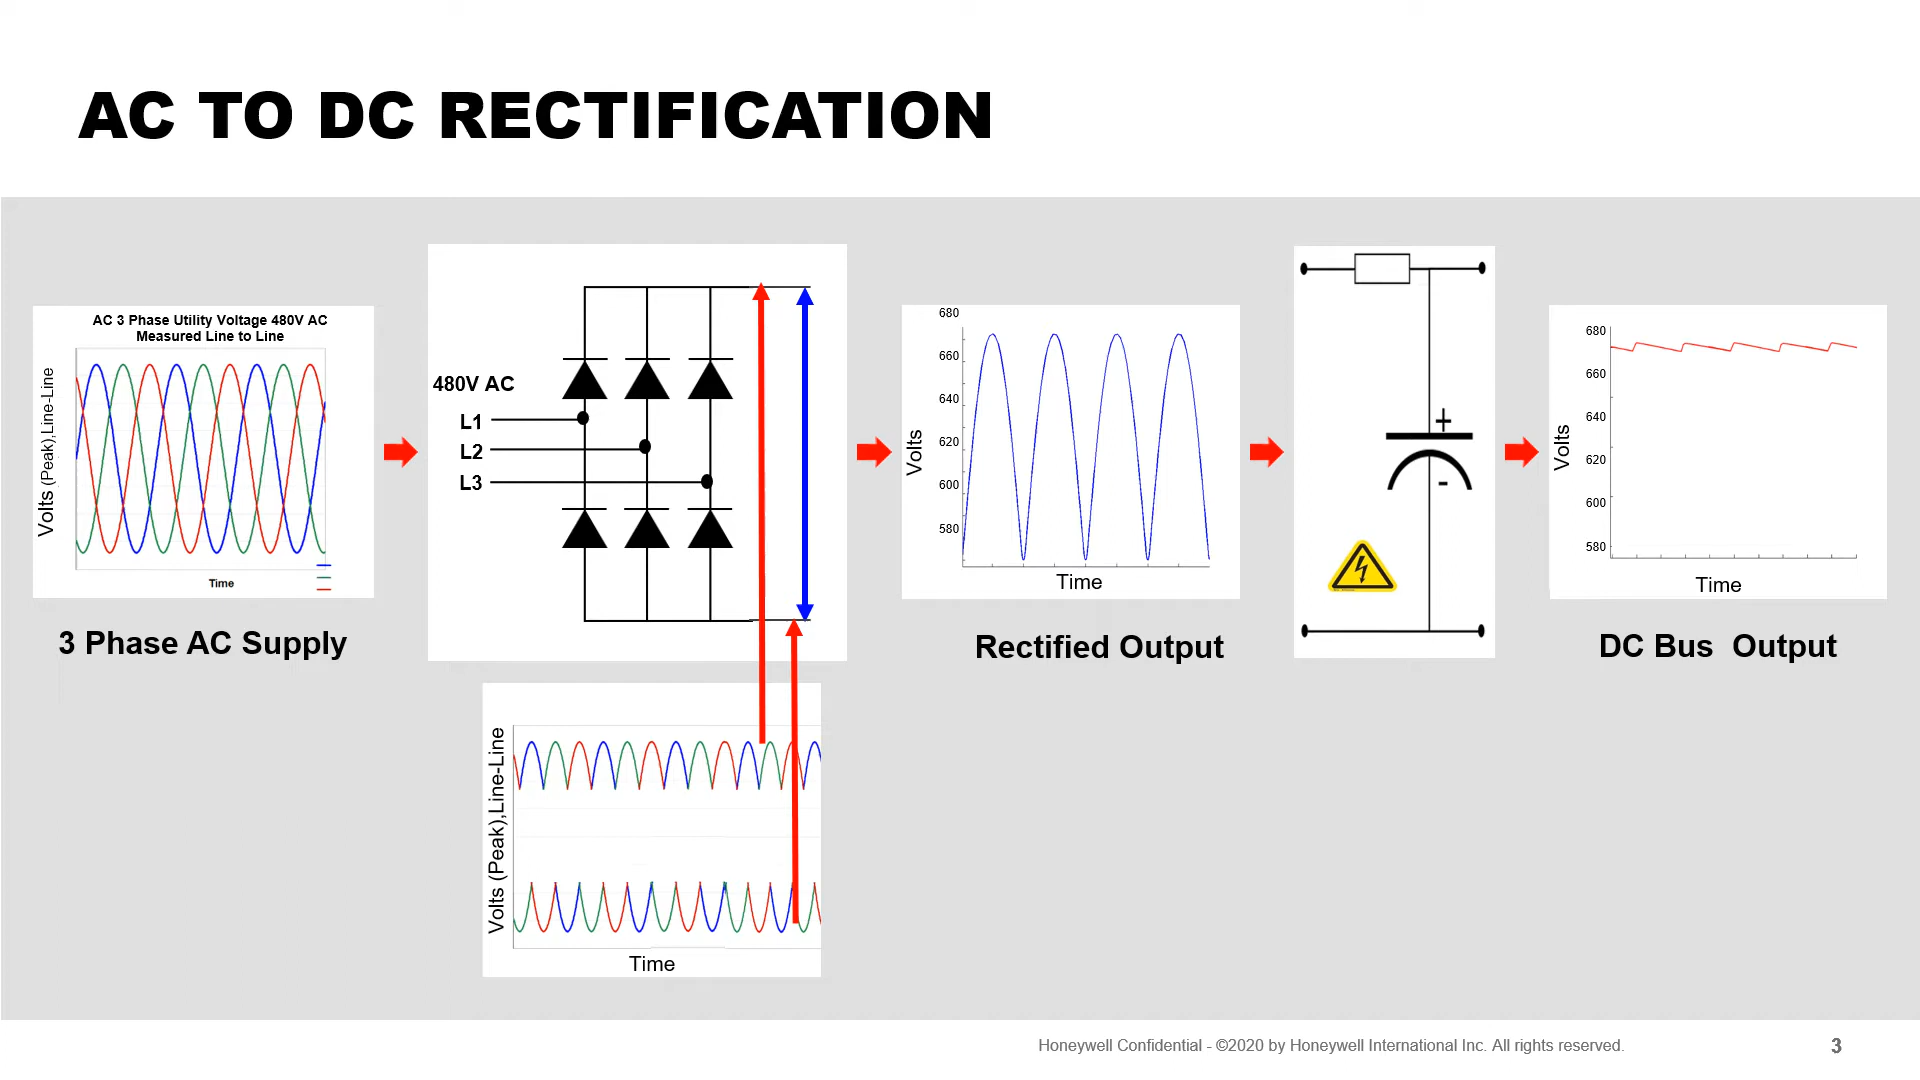 AC TO DC RECTIFICATION
AC 3 Phase Utility Voltage 480V AC
Measured Line to Line
Volts (Peak),Line-Line
Time
3 Phase AC Supply
480V AC
L1
L2
L3
Volts (Peak),Line-Line
Time
680
660
640
620
600
580
Volts
Time
Rectified Output
+
-
680
660
640
620
600
580
Volts
Time
DC Bus  Output
Honeywell Confidential - ©2020 by Honeywell International Inc. All rights reserved.
3